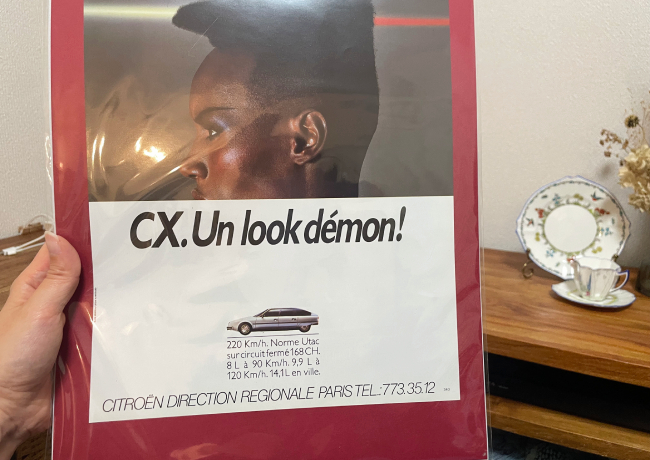 CX. Un look démon!
220 Km/h. Norme Utac
sur circuit fermé 168 CH.
8 L à 90 Km/h. 9,9 L à
120 Km/h. 14,1 L en ville.
CITROËN DIRECTION REGIONALE PARIS TEL.: 773.35.12